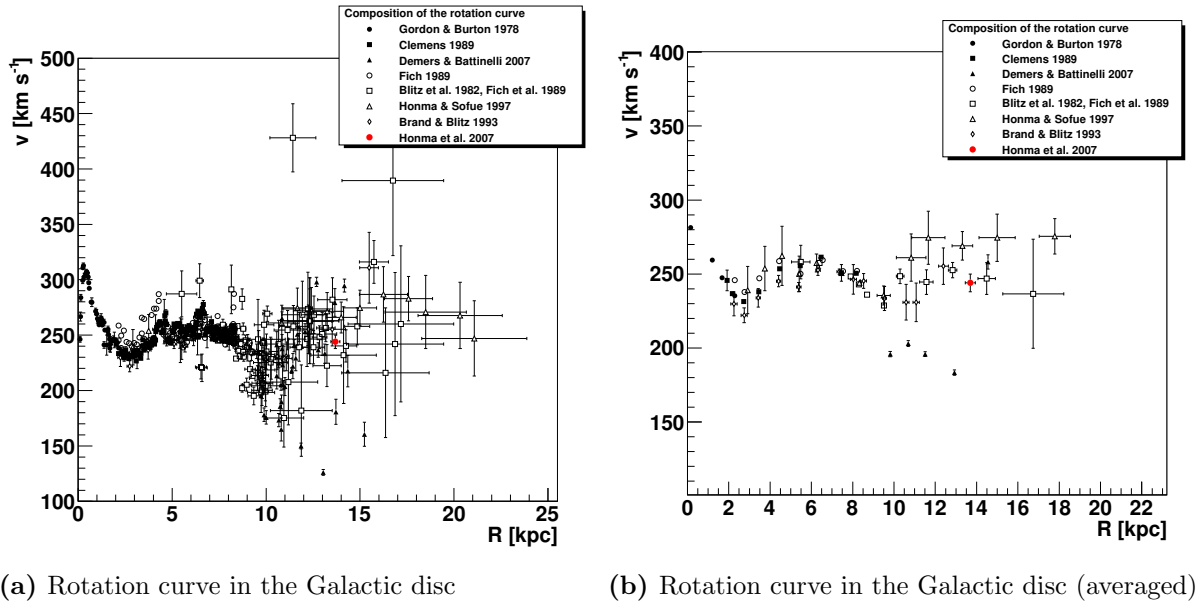 Composition of the rotation curve
Gordon & Burton 1978
Clemens 1989
Demers & Battinelli 2007
Fich 1989
Blitz et al. 1982, Fich et al. 1989
Honma & Sofue 1997
Brand & Blitz 1993
Honma et al. 2007
v [km s-1]
500
450
400
350
300
250
200
150
100
0 5 10 15 20 25
R [kpc]
(a) Rotation curve in the Galactic disc
Composition of the rotation curve
Gordon & Burton 1978
Clemens 1989
Demers & Battinelli 2007
Fich 1989
Blitz et al. 1982, Fich et al. 1989
Honma & Sofue 1997
Brand & Blitz 1993
Honma et al. 2007
v [km s-1]
400
350
300
250
200
150
0 2 4 6 8 10 12 14 16 18 20 22
R [kpc]
(b) Rotation curve in the Galactic disc (averaged)